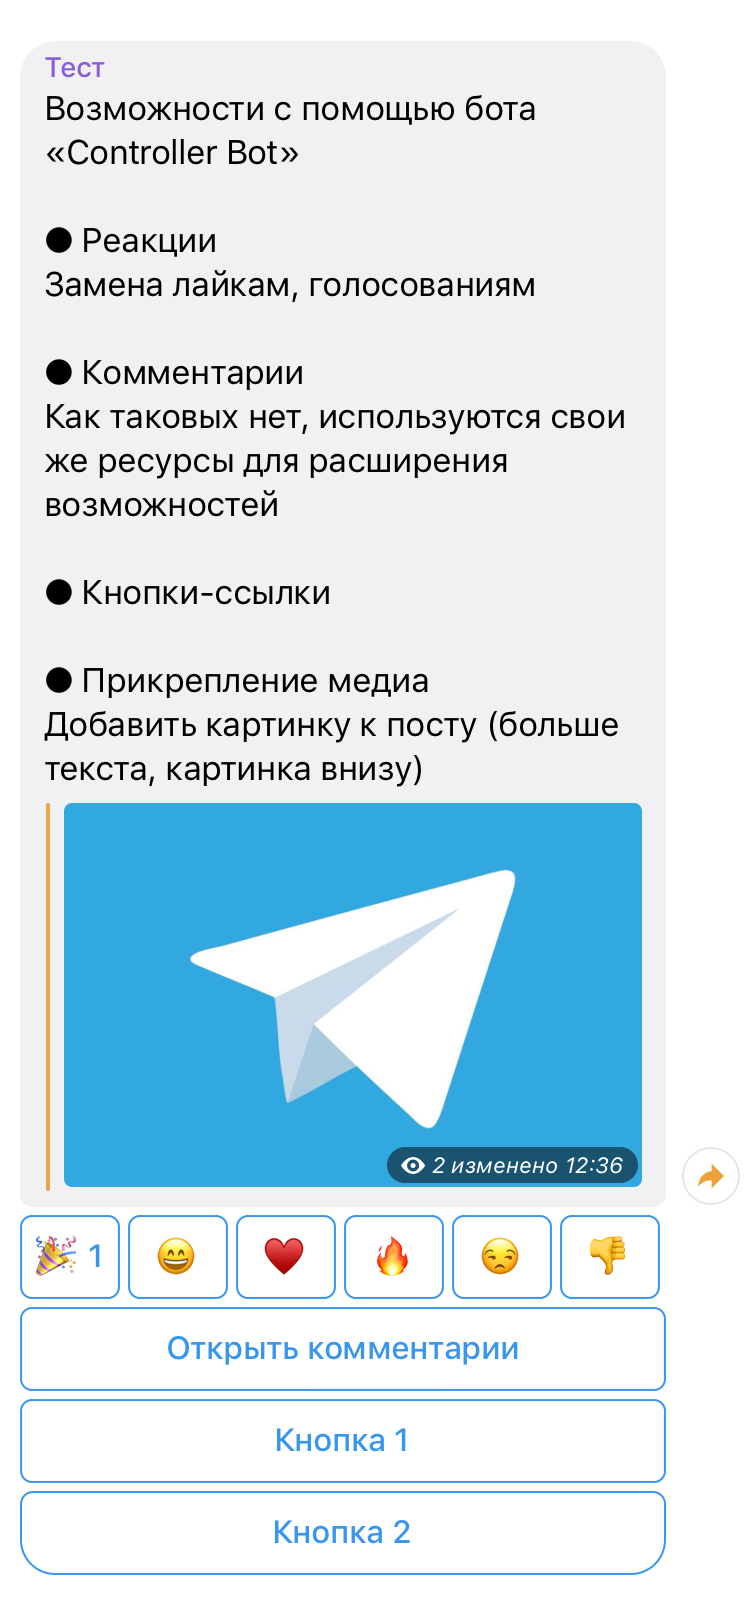 Тест
Возможности с помощью бота
«Controller Bot»
● Реакции
Замена лайкам, голосованиям
● Комментарии
Как таковых нет, используются свои
же ресурсы для расширения
возможностей
● Кнопки-ссылки
● Прикрепление медиа
Добавить картинку к посту (больше
текста, картинка внизу)
2 изменено 12:36
1
Открыть комментарии
Кнопка 1
Кнопка 2